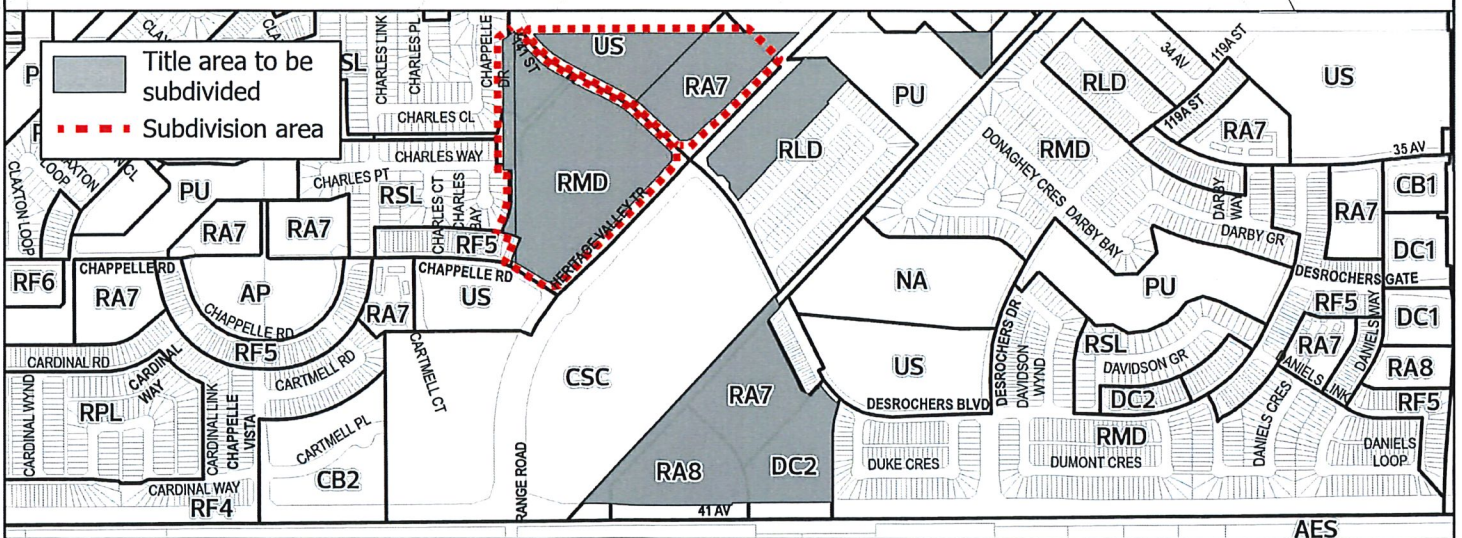 Title area to be
subdivided
Subdivision area
SL
CHARLES LINK
CHARLES PL
CHAPPELLE
DR
141 ST
US
RA7
RMD
HERITAGE VALLEY TR
CHARLES CL
CHARLES WAY
CHARLES PT
RSL
CHARLES CT
CHARLES
BAY
RF5
CHAPPELLE RD
US
CLAXTON LOOP
LOOP
PU
RA7
RA7
RF6
CHAPPELLE RD
RA7
AP
CHAPPELLE RD
RA7
RF5
CARDINAL RD
CARTMELL RD
CARTMELL CT
CARDINAL WYND
RPL
CARDINAL
WAY
CARDINAL LINK
CHAPPELLE
VISTA
CARTMELL PL
CB2
CARDINAL WAY
RF4
CSC
RANGE ROAD
RLD
PU
RLD
34 AV
119A ST
119A ST
US
RA7
35 AV
RMD
DONAGHEY CRES
DARBY BAY
DARBY
WAY
DARBY GR
RA7
CB1
DC1
DESROCHERS GATE
NA
PU
RF5
DC1
US
DESROCHERS DR
DAVIDSON
WYND
RSL
DAVIDSON GR
DC2
RA7
DANIELS WAY
DANIELS LINK
RA8
RF5
DESROCHERS BLVD
RA7
RA8
DC2
DUKE CRES
RMD
DUMONT CRES
DANIELS CRES
DANIELS
LOOP
41 AV
AES